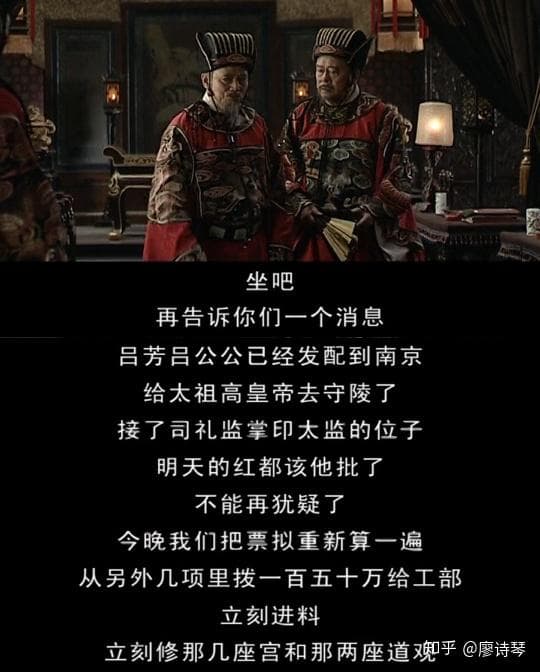 坐吧
再告诉你们一个消息
吕芳吕公公已经发配到南京
给太祖高皇帝去守陵了
接了司礼监掌印太监的位子
明天的红都该他批了
不能再犹疑了
今晚我们把票拟重新算一遍
从另外几项里拨一百五十万给工部
立刻进料
立刻修那几座宫和那两座道观
知乎 @廖诗琴